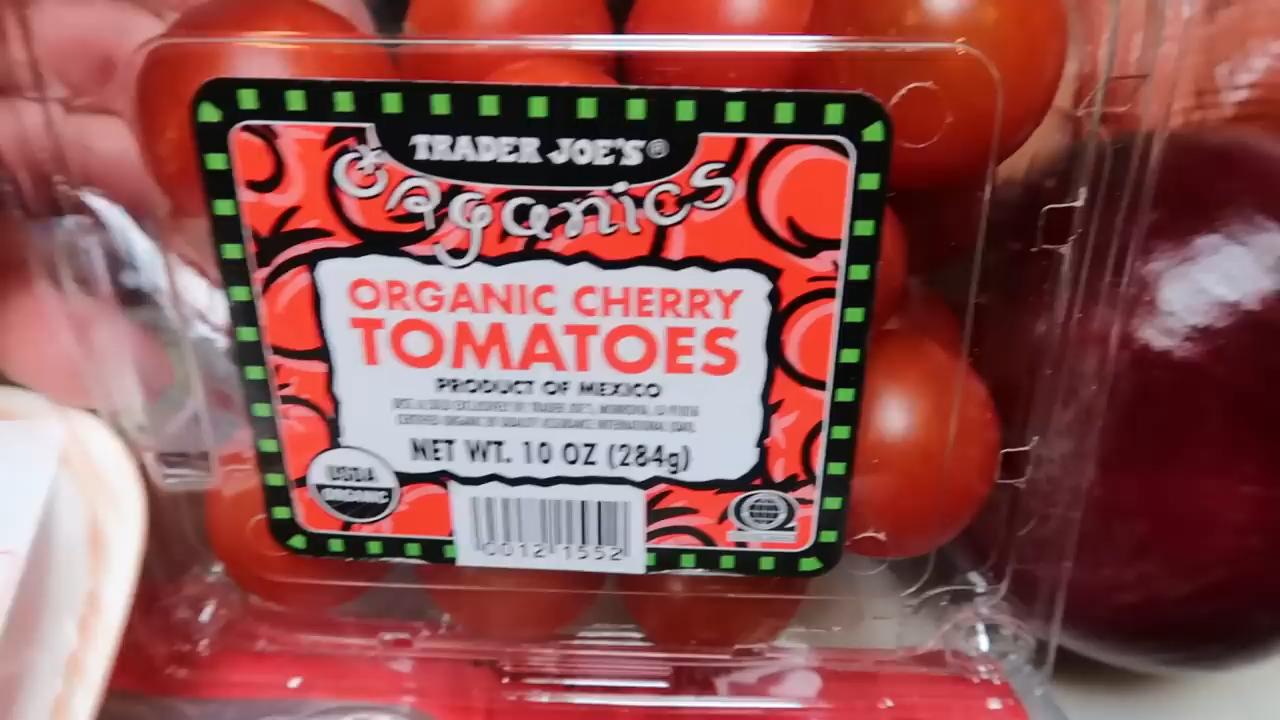 TRADER JOE'S®
Organics
ORGANIC CHERRY
TOMATOES
PRODUCT OF MEXICO
NET WT. 10 OZ (284g)
USDA
ORGANIC
0012 1552